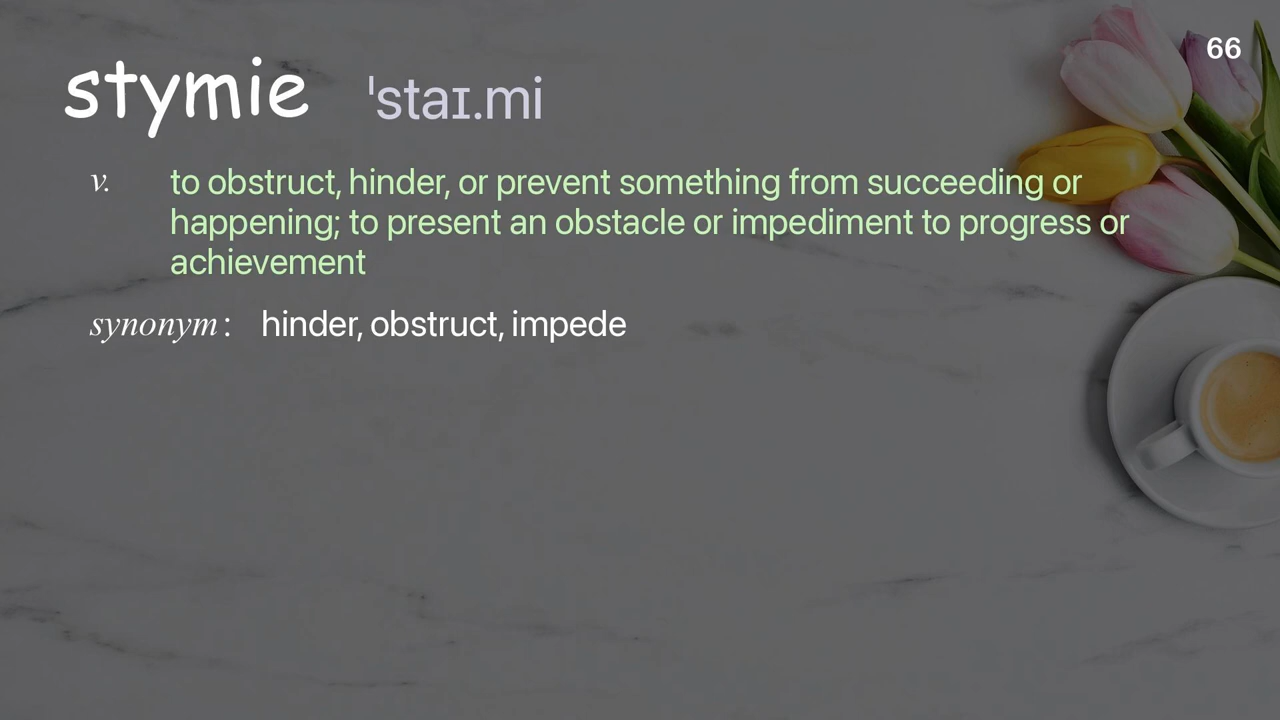 66
stymie ˈstaɪ.mi
v. to obstruct, hinder, or prevent something from succeeding or
happening; to present an obstacle or impediment to progress or
achievement
synonym: hinder, obstruct, impede